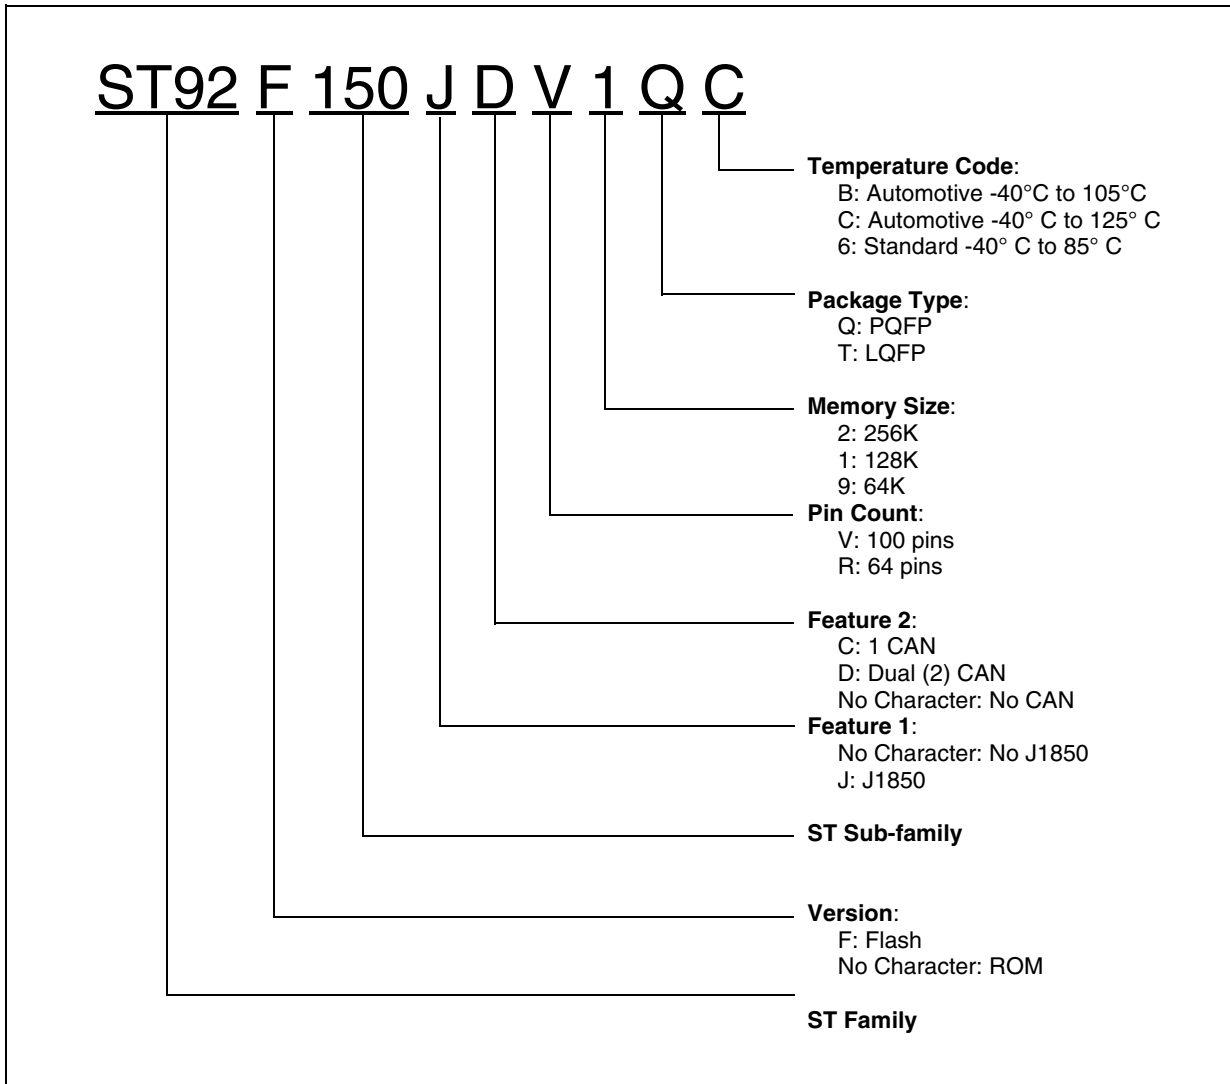 ST92 F 150 J D V 1 Q C
Temperature Code:
B: Automotive -40°C to 105°C
C: Automotive -40° C to 125° C
6: Standard -40° C to 85° C
Package Type:
Q: PQFP
T: LQFP
Memory Size:
2: 256K
1: 128K
9: 64K
Pin Count:
V: 100 pins
R: 64 pins
Feature 2:
C: 1 CAN
D: Dual (2) CAN
No Character: No CAN
Feature 1:
No Character: No J1850
J: J1850
ST Sub-family
Version:
F: Flash
No Character: ROM
ST Family